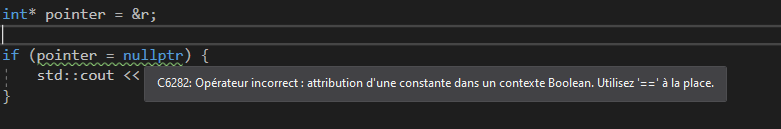 int* pointer = &r;
if (pointer = nullptr) {
std::cout <<
C6282: Opérateur incorrect : attribution d'une constante dans un contexte Boolean. Utilisez '==' à la place.
}